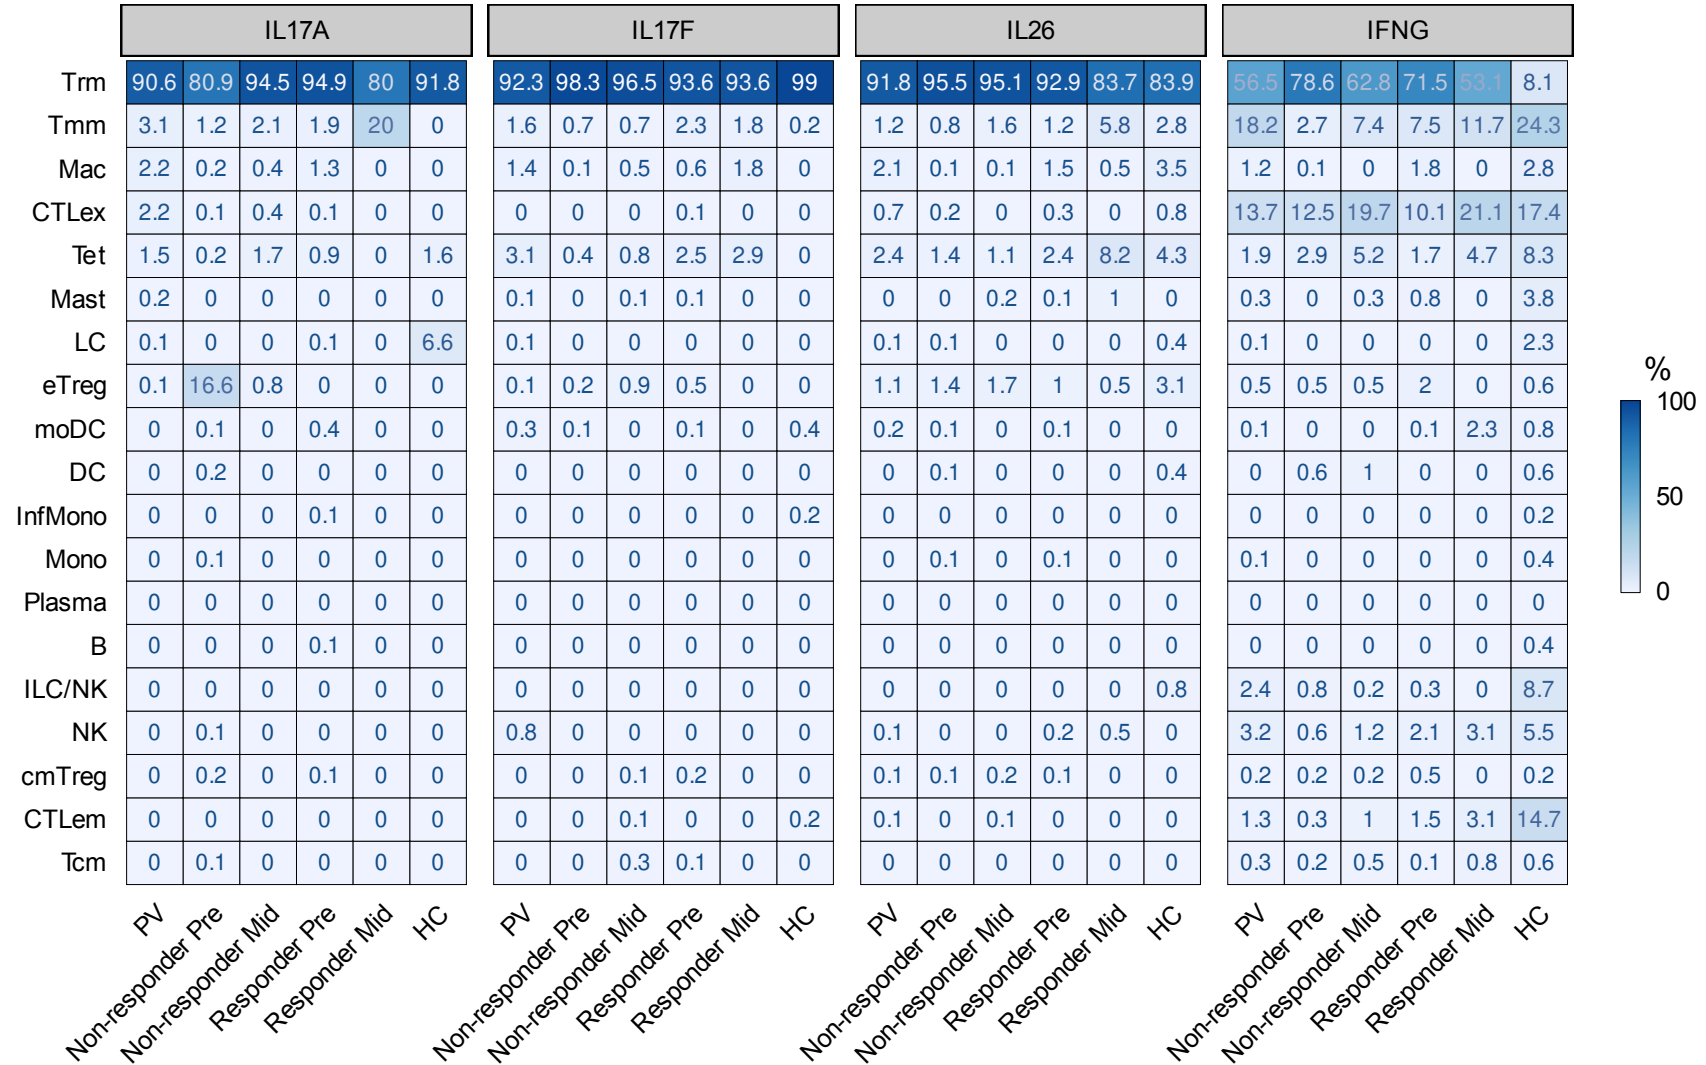 IL17A IL17F IL26 IFNG
Trm 90.6 80.9 94.5 94.9 80 91.8 92.3 98.3 96.5 93.6 93.6 99 91.8 95.5 95.1 92.9 83.7 83.9 56.5 78.6 62.8 71.5 53.1 8.1
Tmm 3.1 1.2 2.1 1.9 20 0 1.6 0.7 0.7 2.3 1.8 0.2 1.2 0.8 1.6 1.2 5.8 2.8 18.2 2.7 7.4 7.5 11.7 24.3
Mac 2.2 0.2 0.4 1.3 0 0 1.4 0.1 0.5 0.6 1.8 0 2.1 0.1 0.1 1.5 0.5 3.5 1.2 0.1 0 1.8 0 2.8
CTLex 2.2 0.1 0.4 0.1 0 0 0 0 0 0.1 0 0 0.7 0.2 0 0.3 0 0.8 13.7 12.5 19.7 10.1 21.1 17.4
Tet 1.5 0.2 1.7 0.9 0 1.6 3.1 0.4 0.8 2.5 2.9 0 2.4 1.4 1.1 2.4 8.2 4.3 1.9 2.9 5.2 1.7 4.7 8.3
Mast 0.2 0 0 0 0 0 0.1 0 0.1 0.1 0 0 0 0 0.2 0.1 1 0 0.3 0 0.3 0.8 0 3.8
LC 0.1 0 0 0.1 0 6.6 0.1 0 0 0 0 0 0.1 0.1 0 0 0 0.4 0.1 0 0 0 0 2.3
eTreg 0.1 16.6 0.8 0 0 0 0.1 0.2 0.9 0.5 0 0 1.1 1.4 1.7 1 0.5 3.1 0.5 0.5 0.5 2 0 0.6
moDC 0 0.1 0 0.4 0 0 0.3 0.1 0 0.1 0 0.4 0.2 0.1 0 0.1 0 0 0.1 0 0 0.1 2.3 0.8
DC 0 0.2 0 0 0 0 0 0 0 0 0 0 0 0.1 0 0 0 0.4 0 0.6 1 0 0 0.6
InfMono 0 0 0 0.1 0 0 0 0 0 0 0 0.2 0 0 0 0 0 0 0 0 0 0 0 0.2
Mono 0 0.1 0 0 0 0 0 0 0 0 0 0 0 0.1 0 0.1 0 0 0.1 0 0 0 0 0.4
Plasma 0 0 0 0 0 0 0 0 0 0 0 0 0 0 0 0 0 0 0 0 0 0 0 0
B 0 0 0 0.1 0 0 0 0 0 0 0 0 0 0 0 0 0 0 0 0 0 0 0 0.4
ILC/NK 0 0 0 0 0 0 0 0 0 0 0 0 0 0 0 0 0 0.8 2.4 0.8 0.2 0.3 0 8.7
NK 0 0.1 0 0 0 0 0.8 0 0 0 0 0 0.1 0 0 0.2 0.5 0 3.2 0.6 1.2 2.1 3.1 5.5
cmTreg 0 0.2 0 0.1 0 0 0 0 0.1 0.2 0 0 0.1 0.1 0.2 0.1 0 0 0.2 0.2 0.2 0.5 0 0.2
CTLem 0 0 0 0 0 0 0 0 0.1 0 0 0.2 0.1 0 0.1 0 0 0 1.3 0.3 1 1.5 3.1 14.7
Tcm 0 0.1 0 0 0 0 0 0 0.3 0.1 0 0 0 0 0 0 0 0 0.3 0.2 0.5 0.1 0.8 0.6
PV Non-responder Pre Non-responder Mid Responder Pre Responder Mid HC PV Non-responder Pre Non-responder Mid Responder Pre Responder Mid HC PV Non-responder Pre Non-responder Mid Responder Pre Responder Mid HC PV Non-responder Pre Non-responder Mid Responder Pre Responder Mid HC
%
100
50
0